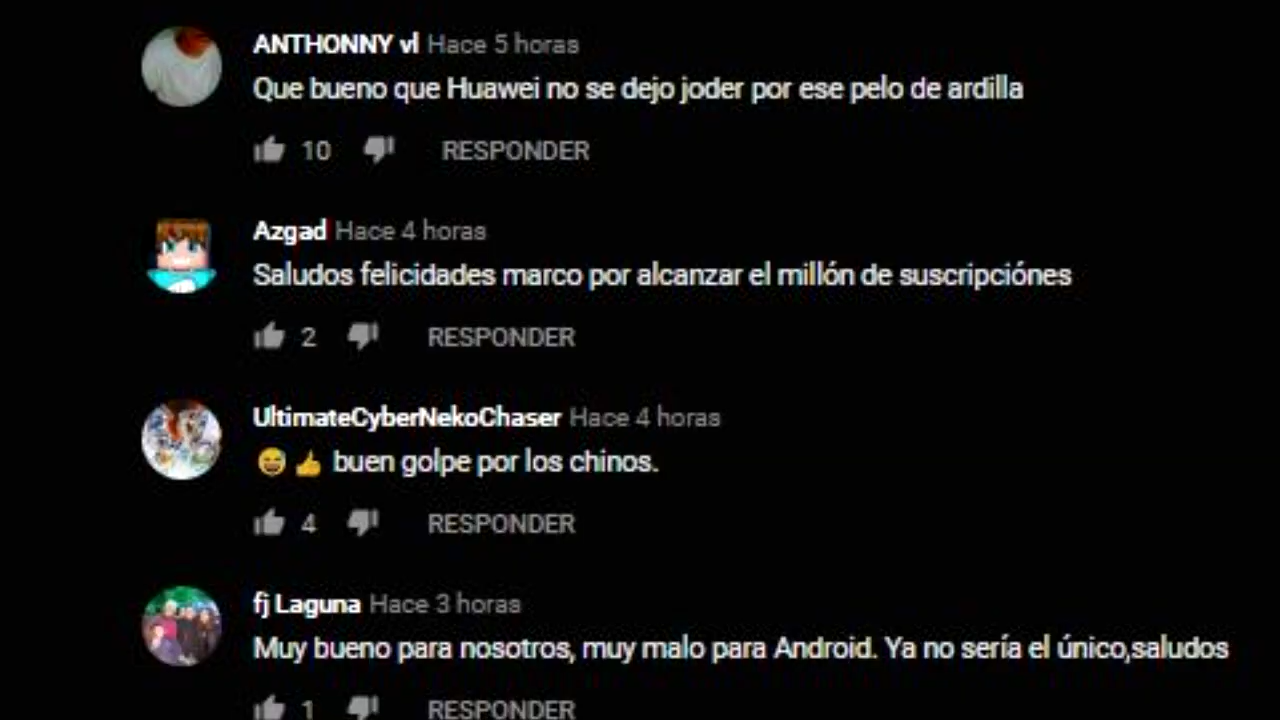 ANTHONNY vl Hace 5 horas
Que bueno que Huawei no se dejo joder por ese pelo de ardilla
10 RESPONDER
Azgad Hace 4 horas
Saludos felicidades marco por alcanzar el millón de suscripciónes
2 RESPONDER
UltimateCyberNekoChaser Hace 4 horas
😅👍 buen golpe por los chinos.
4 RESPONDER
fj Laguna Hace 3 horas
Muy bueno para nosotros, muy malo para Android. Ya no sería el único,saludos
1 RESPONDER